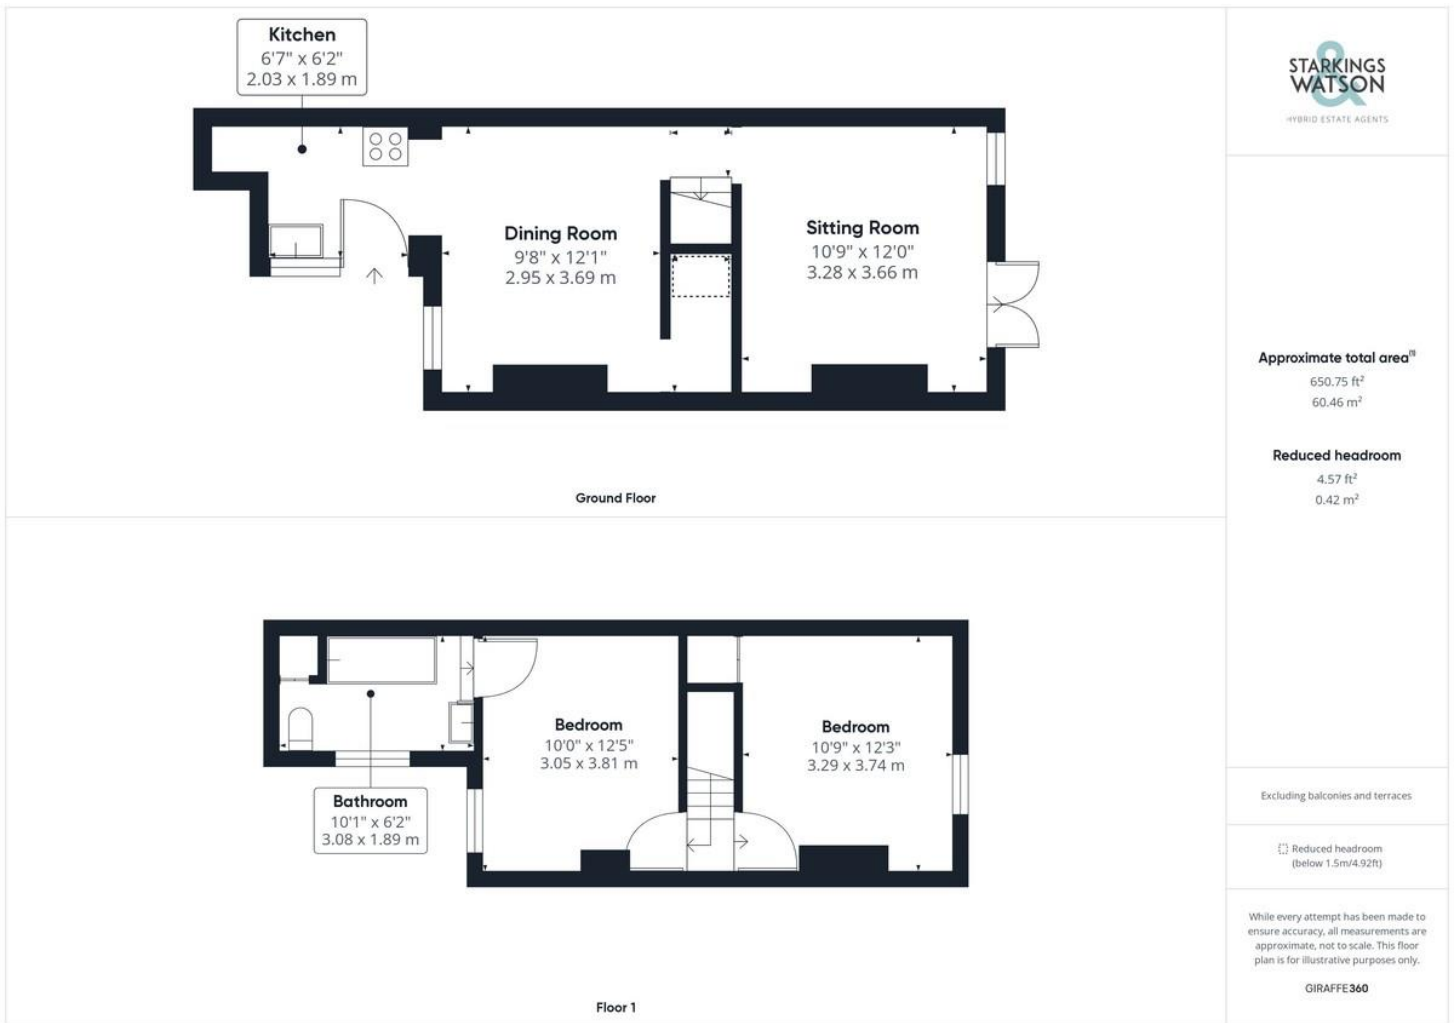 Kitchen
6'7" x 6'2"
2.03 x 1.89 m
Dining Room
9'8" x 12'1"
2.95 x 3.69 m
Sitting Room
10'9" x 12'0"
3.28 x 3.66 m
Ground Floor
Bedroom
10'0" x 12'5"
3.05 x 3.81 m
Bedroom
10'9" x 12'3"
3.29 x 3.74 m
Bathroom
10'1" x 6'2"
3.08 x 1.89 m
Floor 1
&
STARKINGS
WATSON
HYBRID ESTATE AGENTS
Approximate total area(1)
650.75 ft²
60.46 m²
Reduced headroom
4.57 ft²
0.42 m²
Excluding balconies and terraces
Reduced headroom
(below 1.5m/4.92ft)
While every attempt has been made to
ensure accuracy, all measurements are
approximate, not to scale. This floor
plan is for illustrative purposes only.
GIRAFFE360